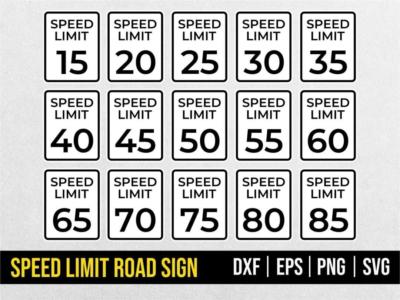 SPEED SPEED SPEED SPEED SPEED
LIMIT LIMIT LIMIT LIMIT LIMIT
15 20 25 30 35
SPEED SPEED SPEED SPEED SPEED
LIMIT LIMIT LIMIT LIMIT LIMIT
40 45 50 55 60
SPEED SPEED SPEED SPEED SPEED
LIMIT LIMIT LIMIT LIMIT LIMIT
65 70 75 80 85
SPEED LIMIT ROAD SIGN DXF | EPS | PNG | SVG